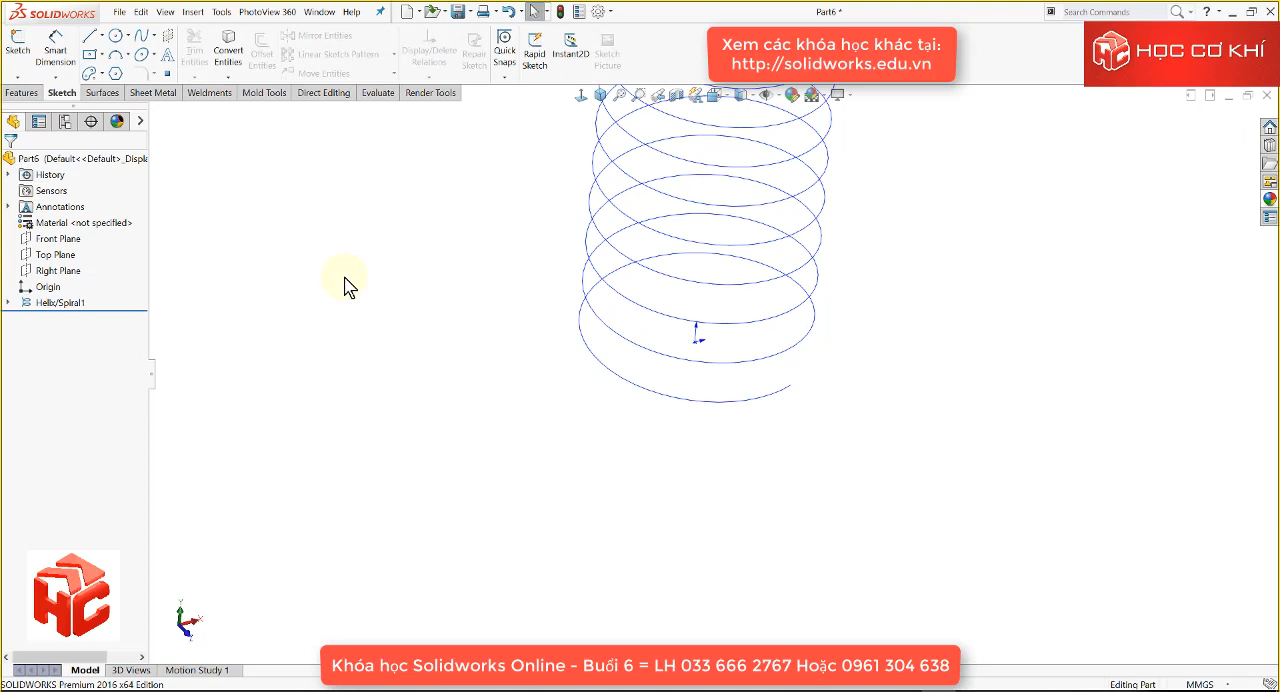 SOLIDWORKS
File Edit View Insert Tools PhotoView 360 Window Help
Part6 *
Search Commands
Sketch
Smart Dimension
Trim Entities
Convert Entities
Offset Entities
Mirror Entities
Linear Sketch Pattern
Move Entities
Display/Delete Relations
Repair Sketch
Quick Snaps
Rapid Sketch
Instant2D
Sketch Picture
Xem các khóa học khác tại:
http://solidworks.edu.vn
HỌC CƠ KHÍ
Features Sketch Surfaces Sheet Metal Weldments Mold Tools Direct Editing Evaluate Render Tools
Part6 (Default<<Default>_Displa
History
Sensors
Annotations
Material <not specified>
Front Plane
Top Plane
Right Plane
Origin
Helix/Spiral1
HC
Y
X
Z
Model 3D Views Motion Study 1
Khóa học Solidworks Online - Buổi 6 = LH 033 666 2767 Hoặc 0961 304 638
SOLIDWORKS Premium 2016 x64 Edition
Editing Part
MMGS